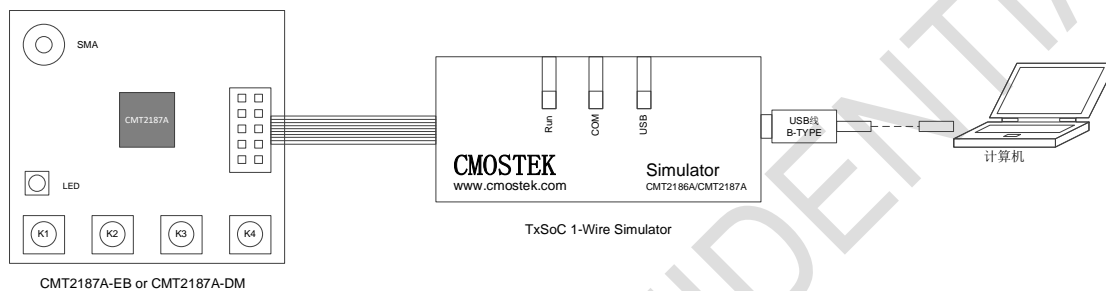 SMA
CMT2187A
LED
K1
K2
K3
K4
CMT2187A-EB or CMT2187A-DM
Run
COM
USB
CMOSTEK
www.cmostek.com
Simulator
CMT2186A/CMT2187A
TxSoC 1-Wire Simulator
USB线
B-TYPE
计算机